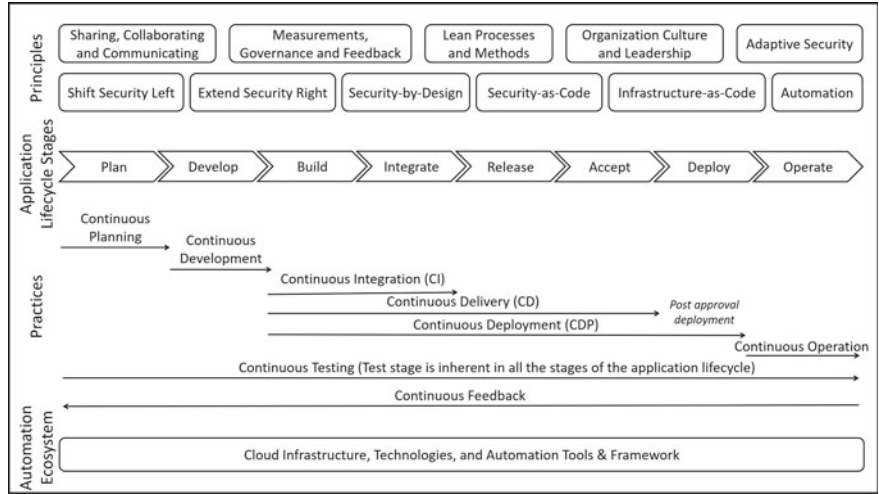 Principles
Sharing, Collaborating
and Communicating
Measurements,
Governance and Feedback
Lean Processes
and Methods
Organization Culture
and Leadership
Adaptive Security
Shift Security Left
Extend Security Right
Security-by-Design
Security-as-Code
Infrastructure-as-Code
Automation
Application
Lifecycle Stages
Plan
Develop
Build
Integrate
Release
Accept
Deploy
Operate
Practices
Continuous
Planning
Continuous
Development
Continuous Integration (CI)
Continuous Delivery (CD)
Post approval
deployment
Continuous Deployment (CDP)
Continuous Operation
Continuous Testing (Test stage is inherent in all the stages of the application lifecycle)
Continuous Feedback
Automation
Ecosystem
Cloud Infrastructure, Technologies, and Automation Tools & Framework